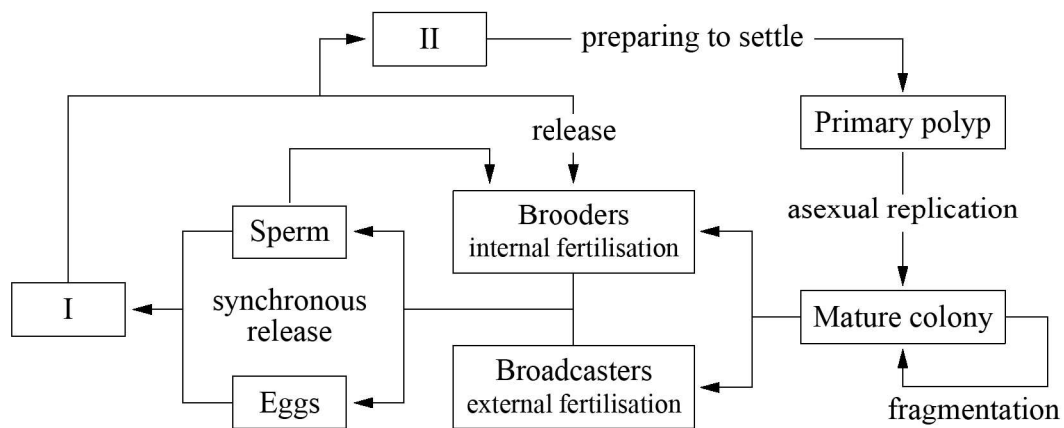 II
preparing to settle
Primary polyp
release
asexual replication
Sperm
Brooders
internal fertilisation
I
synchronous
release
Mature colony
Eggs
Broadcasters
external fertilisation
fragmentation